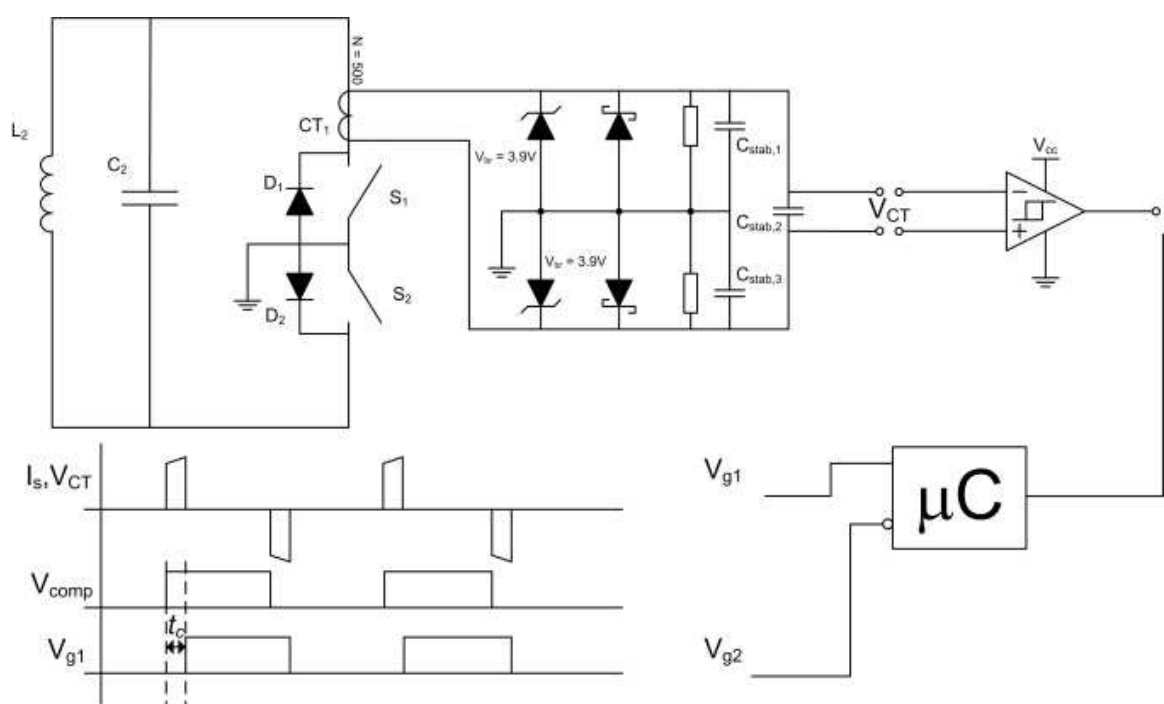 N = 500
L2
C2
CT1
D1
S1
S2
D2
Vbr = 3.9V
Vbr = 3.9V
Cstab,1
Cstab,2
Cstab,3
VCT
Vcc
−
+
Is,VCT
Vcomp
tc
Vg1
Vg1
µC
Vg2